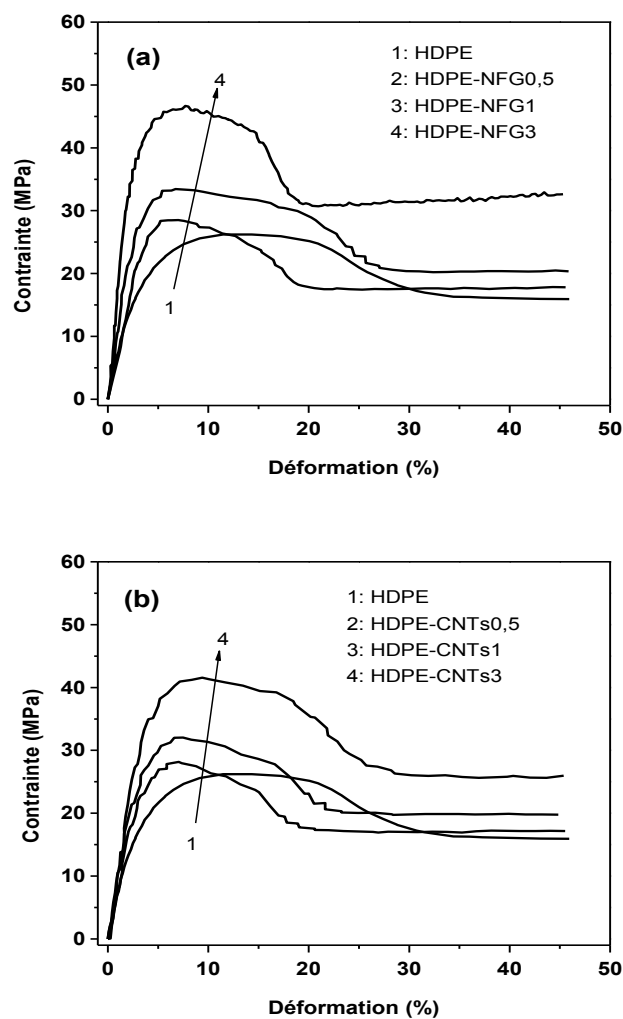 (a)
1: HDPE
2: HDPE-NFG0,5
3: HDPE-NFG1
4: HDPE-NFG3
4
1
Contrainte (MPa)
60
50
40
30
20
10
0
0 10 20 30 40 50
Déformation (%)
(b)
1: HDPE
2: HDPE-CNTs0,5
3: HDPE-CNTs1
4: HDPE-CNTs3
4
1
Contrainte (MPa)
60
50
40
30
20
10
0
0 10 20 30 40 50
Déformation (%)